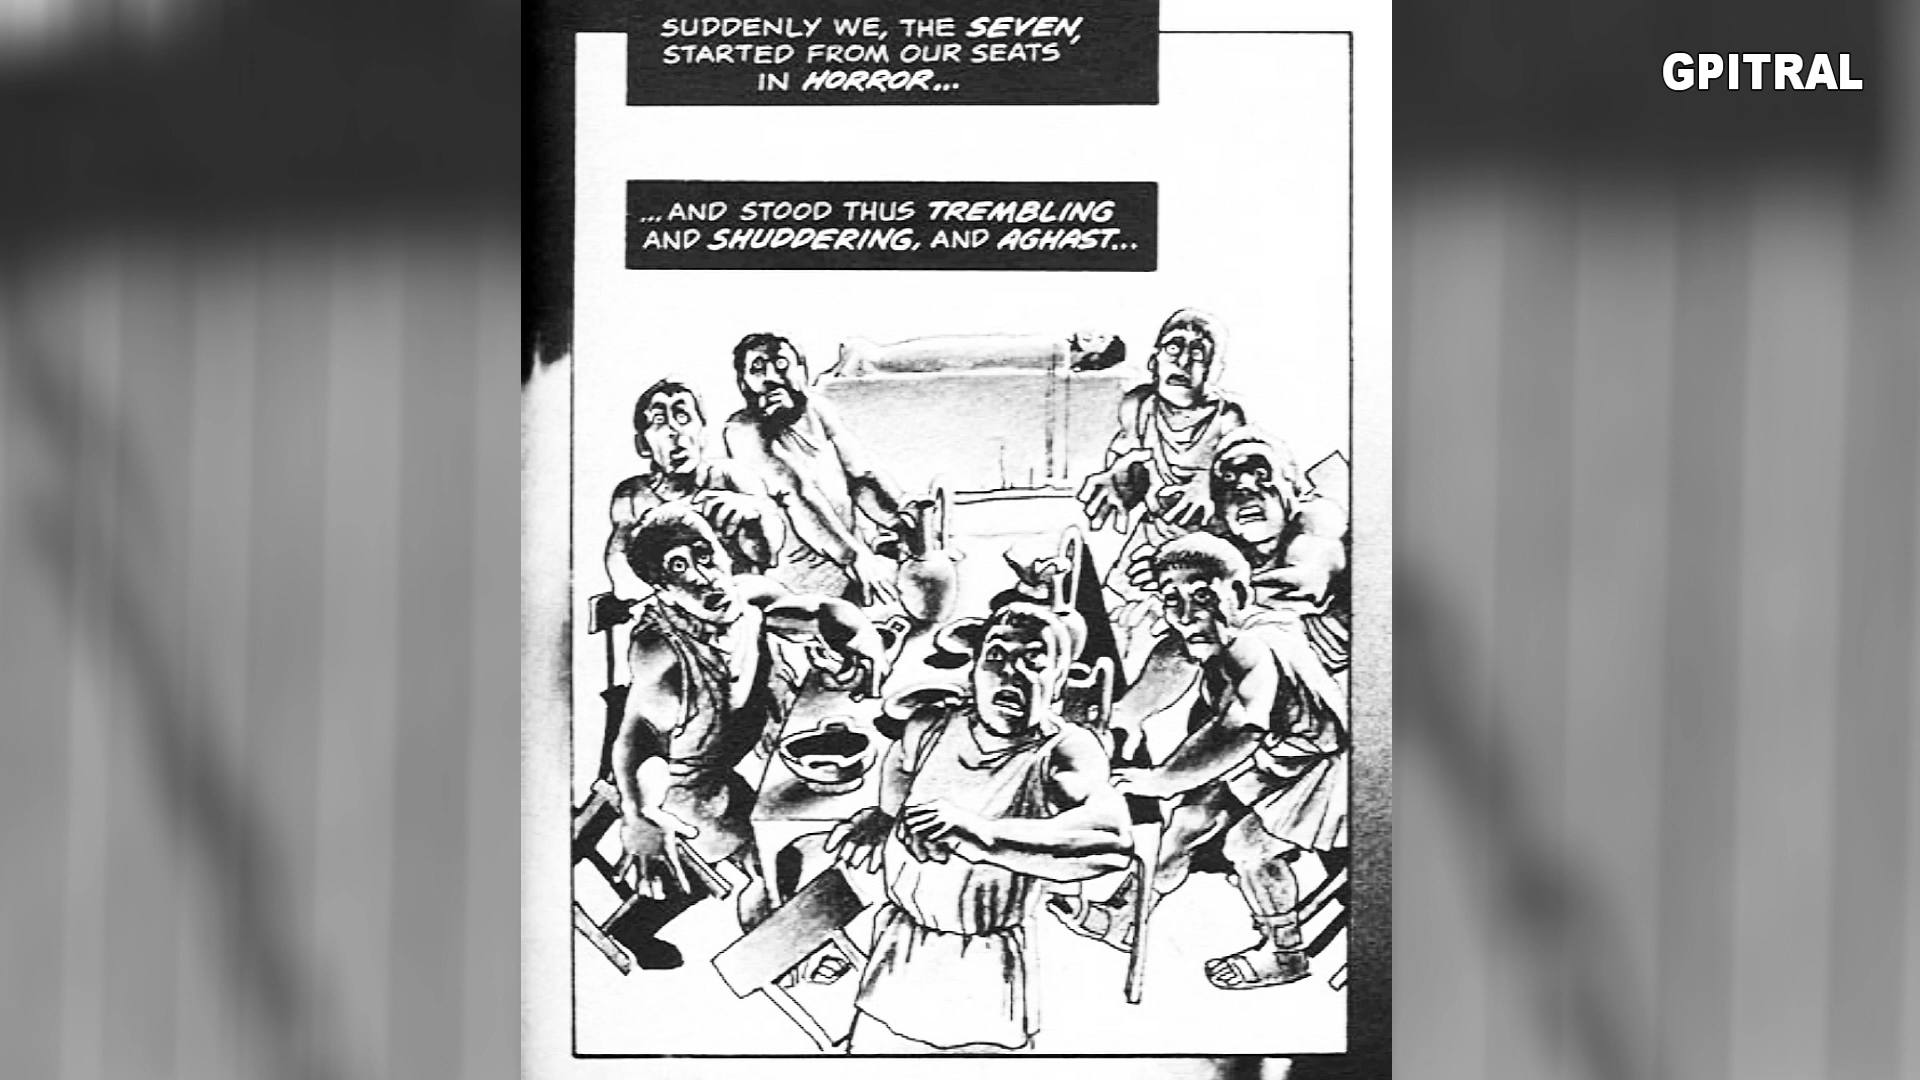 SUDDENLY WE, THE SEVEN,
STARTED FROM OUR SEATS
IN HORROR...
...AND STOOD THUS TREMBLING
AND SHUDDERING, AND AGHAST...
GPITRAL